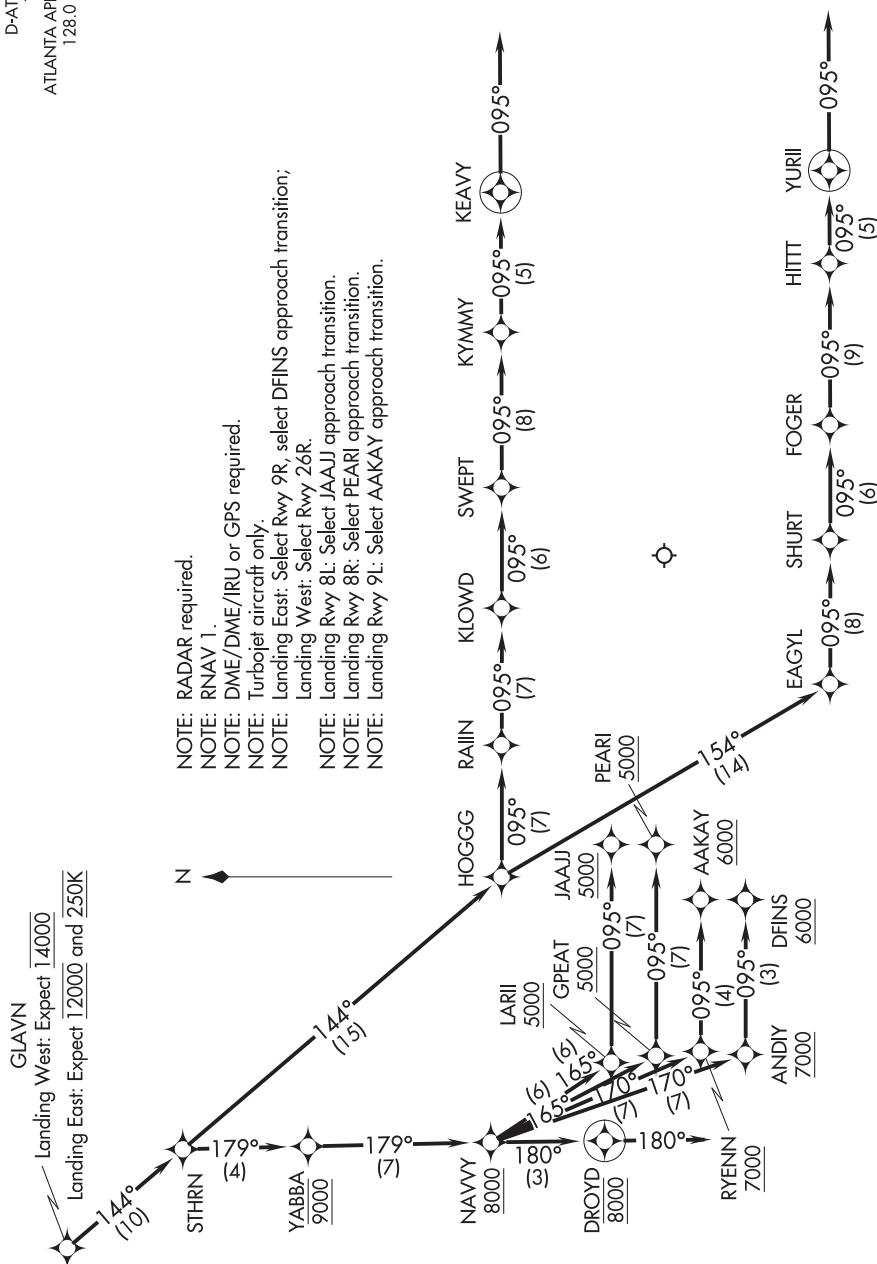 D-AT
ATLANTA AP
128.0
GLAVN
Landing West: Expect 14000
Landing East: Expect 12000 and 250K
N
NOTE: RADAR required.
NOTE: RNAV 1.
NOTE: DME/DME/IRU or GPS required.
NOTE: Turbojet aircraft only.
NOTE: Landing East: Select Rwy 9R, select DFINS approach transition;
Landing West: Select Rwy 26R.
NOTE: Landing Rwy 8L: Select JAAJJ approach transition.
NOTE: Landing Rwy 8R: Select PEARI approach transition.
NOTE: Landing Rwy 9L: Select AAKAY approach transition.
144°
(10)
STHRN
144°
(15)
179°
(4)
YABBA
9000
179°
(7)
NAVVY
8000
180°
(3)
DROYD
8000
180°
HOGGG
095°
(7)
RAIIN
095°
(7)
KLOWD
095°
(6)
SWEPT
095°
(8)
KYMMY
095°
(5)
KEAVY
095°
LARII
5000
GPEAT
5000
165°
(6)
165°
(6)
170°
(7)
170°
(7)
RYENN
7000
ANDIY
7000
095°
(7)
JAAJJ
5000
095°
(7)
PEARI
5000
095°
(4)
AAKAY
6000
095°
(3)
DFINS
6000
154°
(14)
EAGYL
095°
(8)
SHURT
095°
(6)
FOGER
095°
(9)
HITTT
095°
(5)
YURII
095°